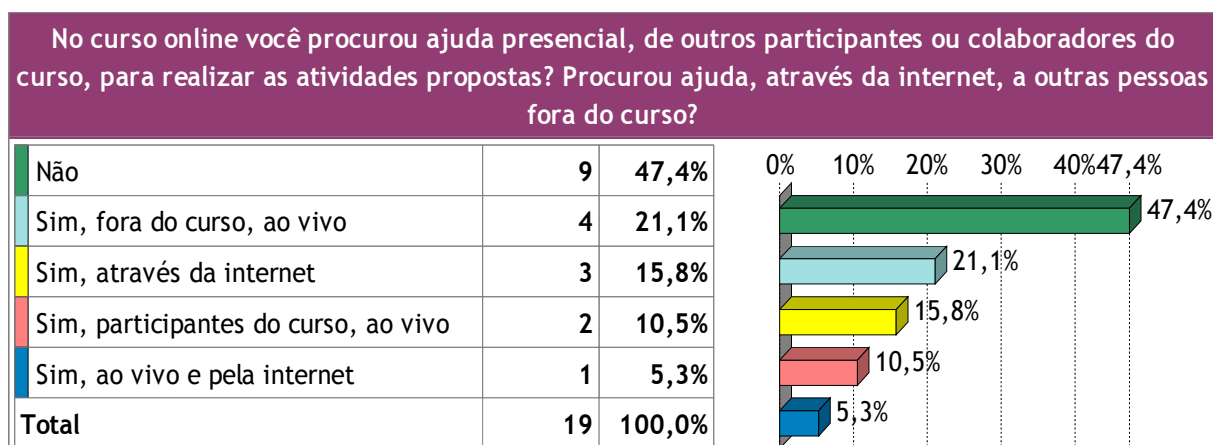 No curso online você procurou ajuda presencial, de outros participantes ou colaboradores do
curso, para realizar as atividades propostas? Procurou ajuda, através da internet, a outras pessoas
fora do curso?
Não 9 47,4%
Sim, fora do curso, ao vivo 4 21,1%
Sim, através da internet 3 15,8%
Sim, participantes do curso, ao vivo 2 10,5%
Sim, ao vivo e pela internet 1 5,3%
Total 19 100,0%
0% 10% 20% 30% 40% 47,4%
47,4%
21,1%
15,8%
10,5%
5,3%